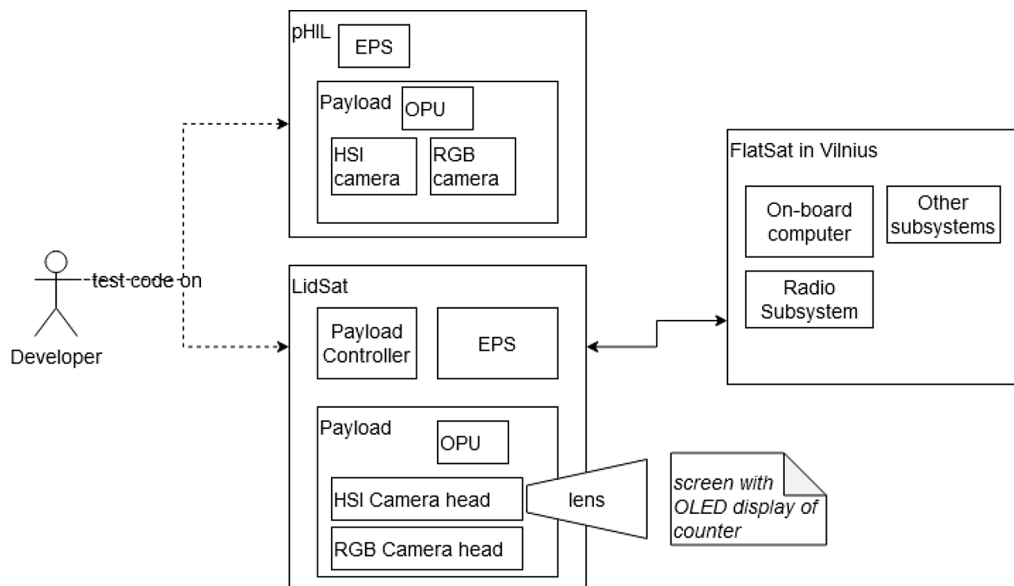 pHIL
EPS
Payload
OPU
HSI
camera
RGB
camera
FlatSat in Vilnius
On-board
computer
Other
subsystems
Radio
Subsystem
test code on
Developer
LidSat
Payload
Controller
EPS
Payload
OPU
HSI Camera head
lens
RGB Camera head
screen with
OLED display of
counter